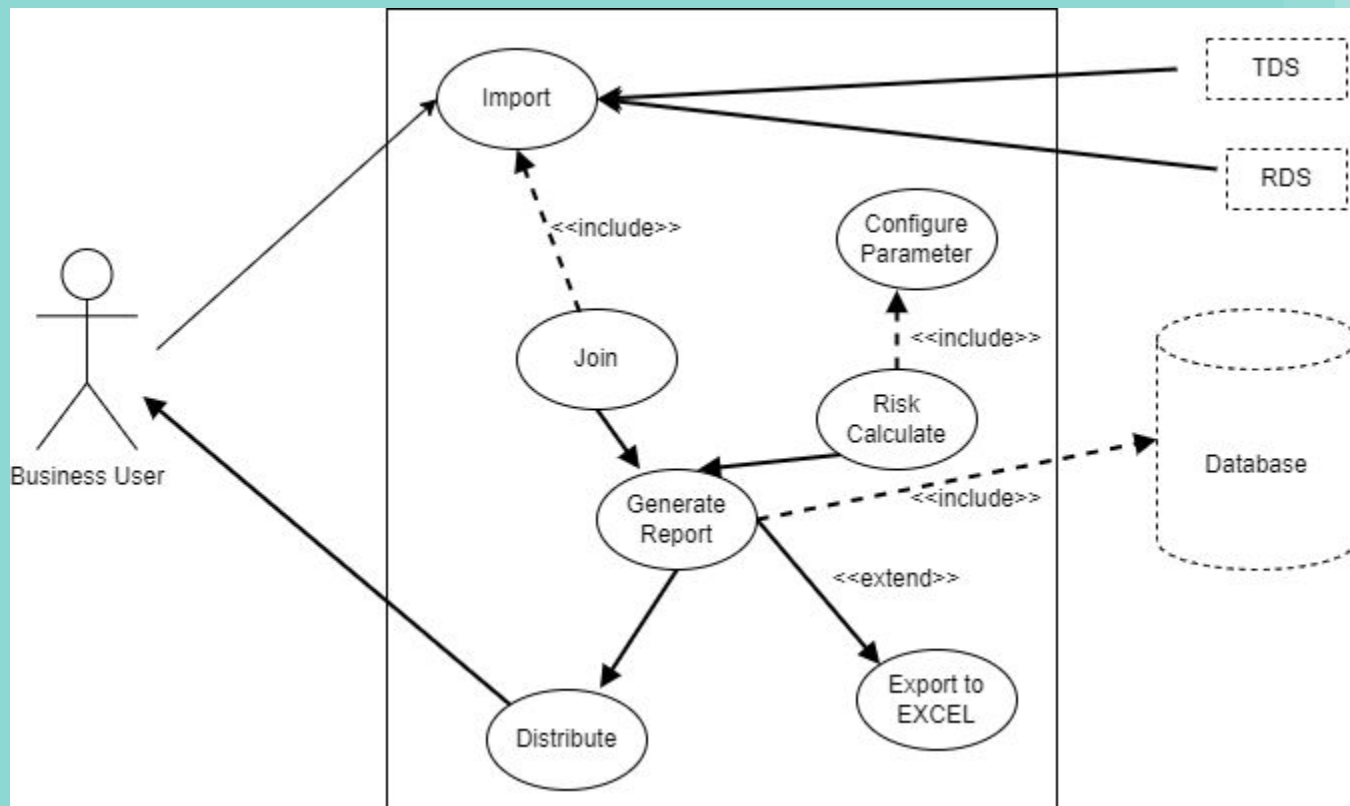 Import
TDS
RDS
<<include>>
Configure
Parameter
<<include>>
Join
Risk
Calculate
Business User
Database
Generate
Report
<<include>>
<<extend>>
Export to
EXCEL
Distribute